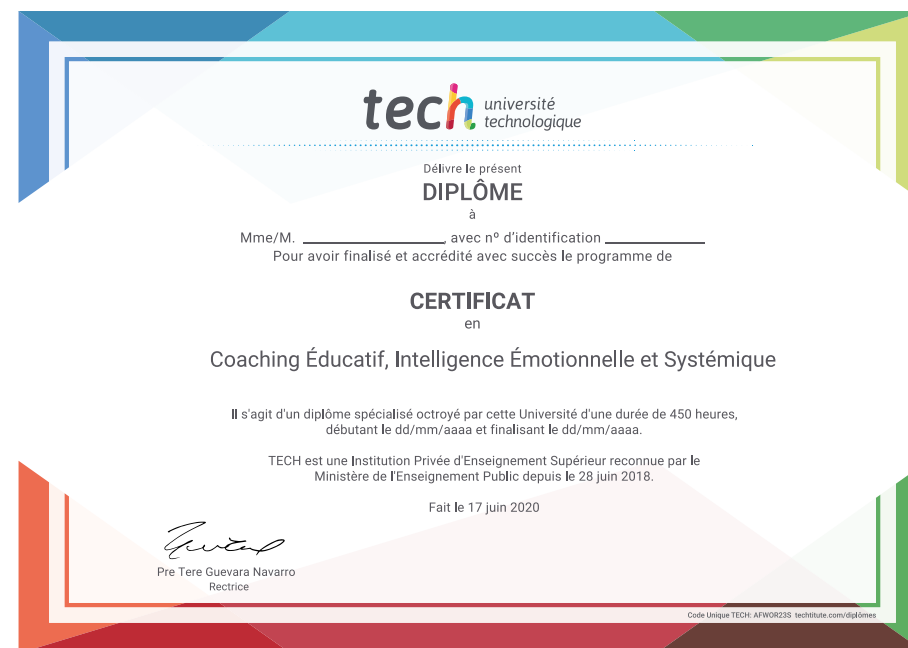 tech université
technologique
Délivre le présent
DIPLÔME
à
Mme/M. ____________________, avec nº d'identification ______________
Pour avoir finalisé et accrédité avec succès le programme de
CERTIFICAT
en
Coaching Éducatif, Intelligence Émotionnelle et Systémique
Il s'agit d'un diplôme spécialisé octroyé par cette Université d'une durée de 450 heures,
débutant le dd/mm/aaaa et finalisant le dd/mm/aaaa.
TECH est une Institution Privée d'Enseignement Supérieur reconnue par le
Ministère de l'Enseignement Public depuis le 28 juin 2018.
Fait le 17 juin 2020
Pre Tere Guevara Navarro
Rectrice
Code Unique TECH: AFWOR23S techtitute.com/diplômes